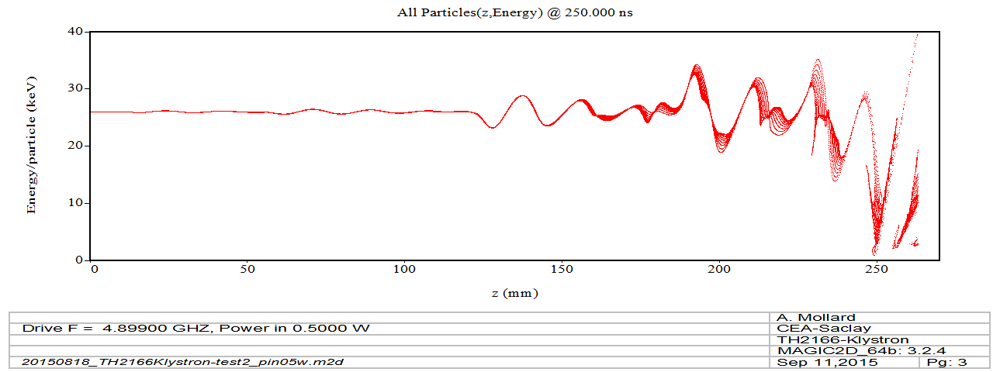 All Particles(z,Energy) @ 250.000 ns
Energy/particle (keV)
40
30
20
10
0
0 50 100 150 200 250
z (mm)
A. Mollard
Drive F =  4.89900 GHZ, Power in 0.5000 W
CEA-Saclay
TH2166-Klystron
MAGIC2D_64b: 3.2.4
20150818_TH2166Klystron-test2_pin05w.m2d
Sep 11,2015
Pg: 3